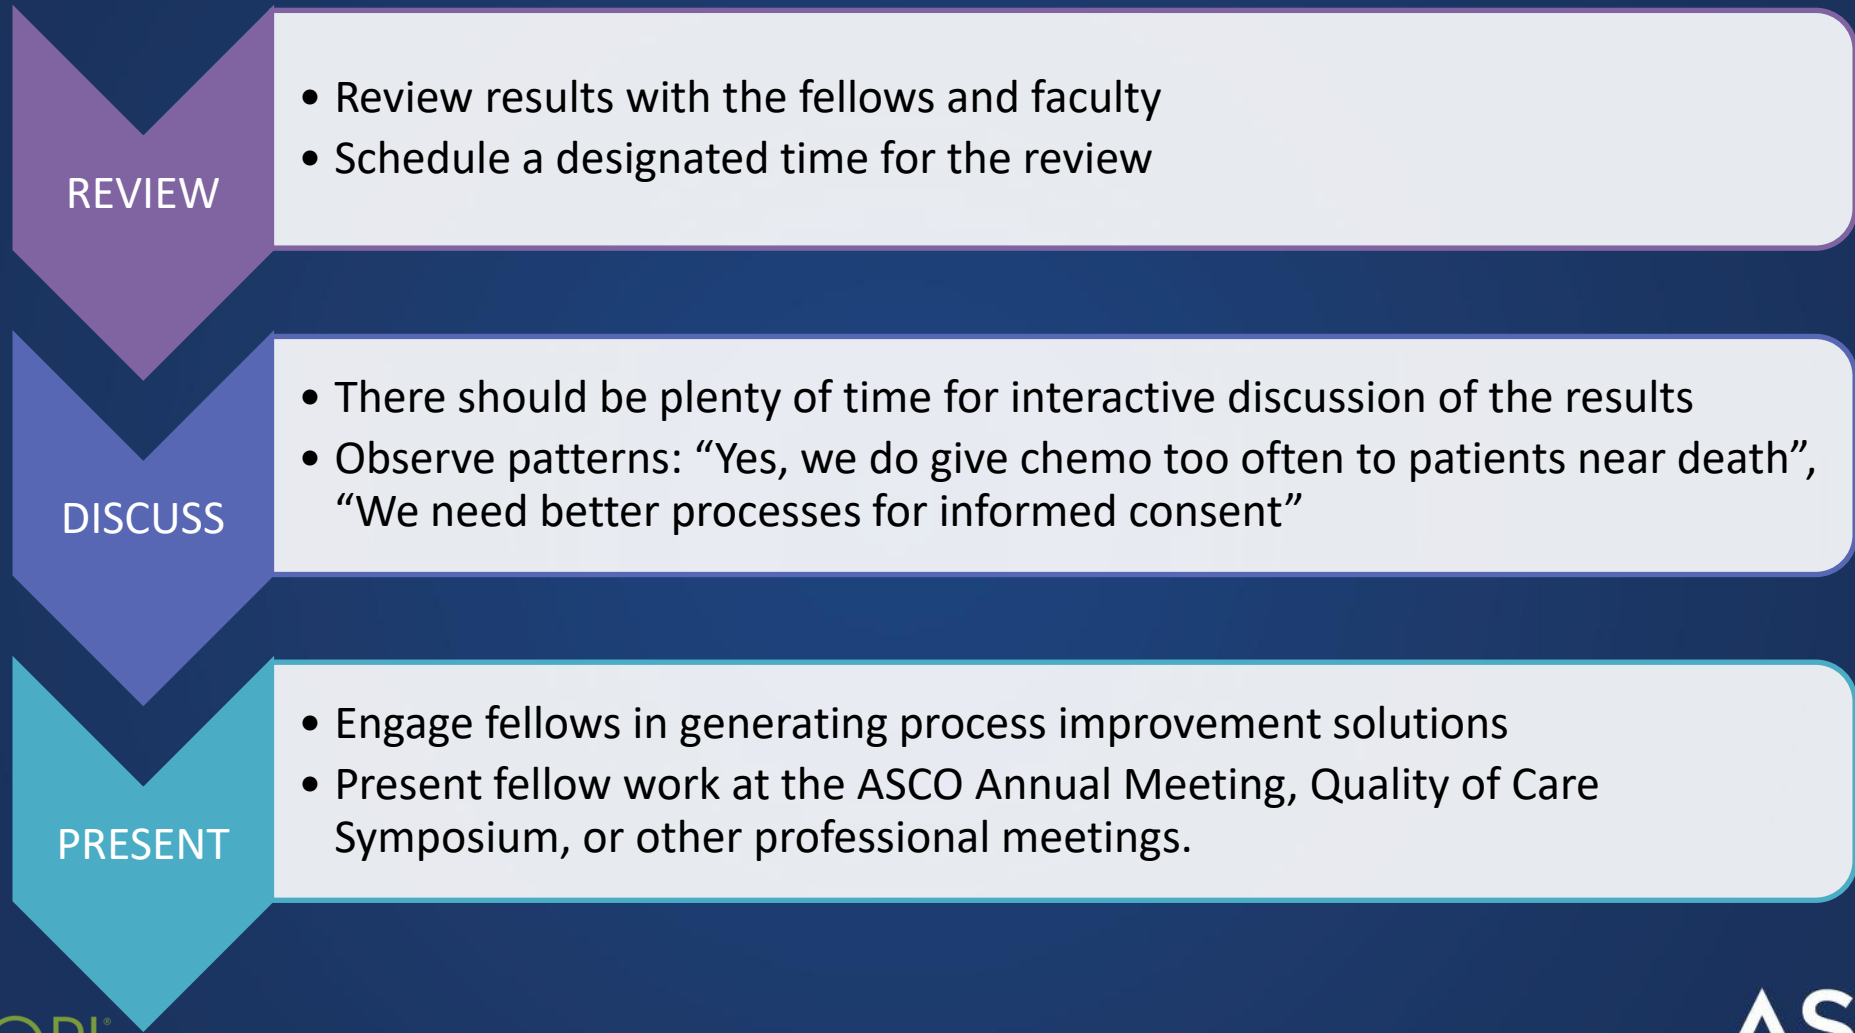 REVIEW
• Review results with the fellows and faculty
• Schedule a designated time for the review
DISCUSS
• There should be plenty of time for interactive discussion of the results
• Observe patterns: “Yes, we do give chemo too often to patients near death”,
“We need better processes for informed consent”
PRESENT
• Engage fellows in generating process improvement solutions
• Present fellow work at the ASCO Annual Meeting, Quality of Care
Symposium, or other professional meetings.